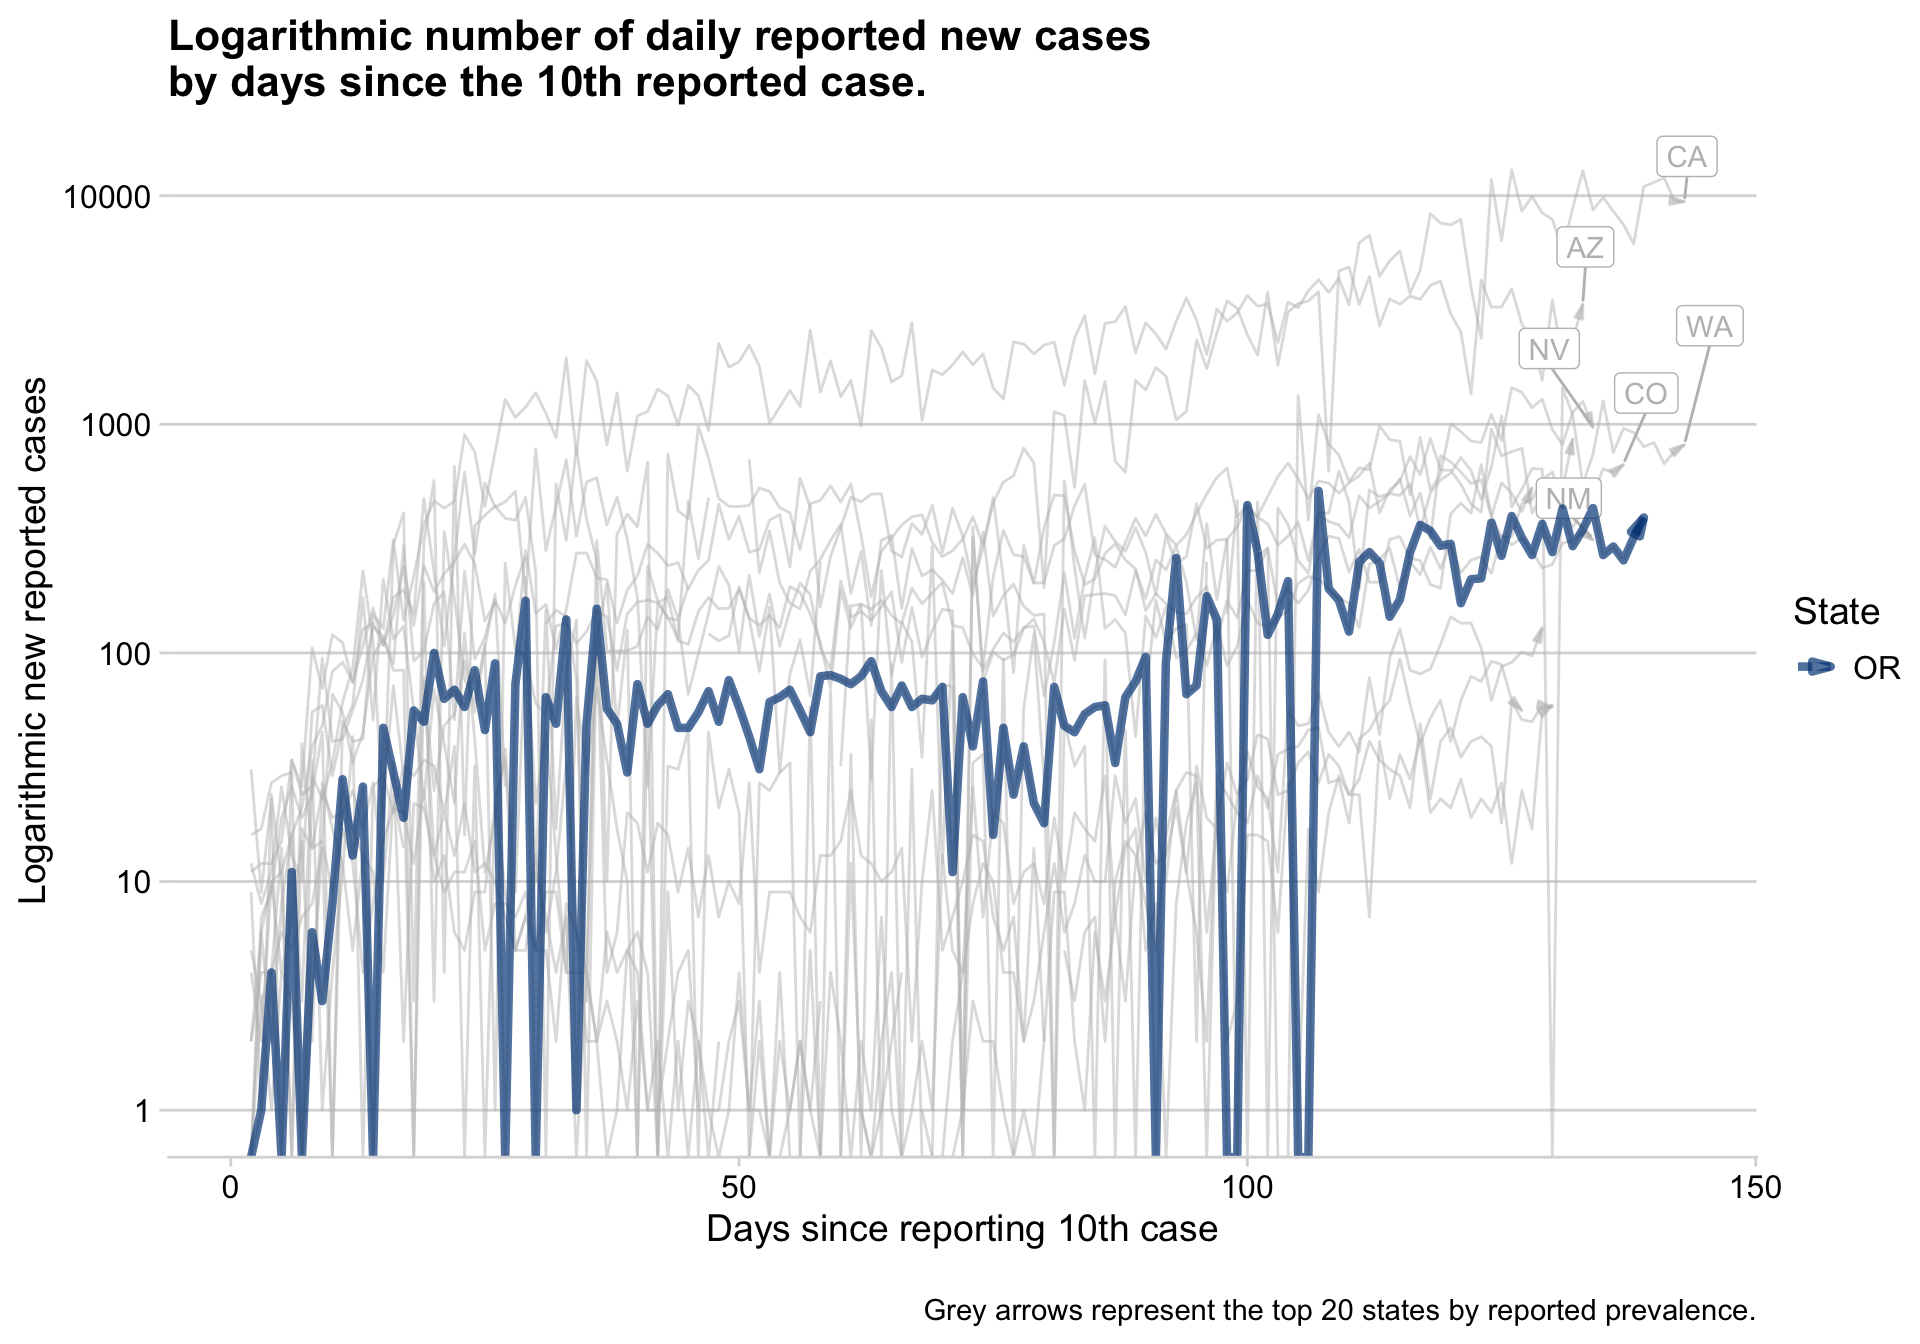 Logarithmic number of daily reported new cases
by days since the 10th reported case.
CA
10000
AZ
WA
NV
CO
1000
NM
Logarithmic new reported cases
State
OR
100
10
1
0
50
100
150
Days since reporting 10th case
Grey arrows represent the top 20 states by reported prevalence.